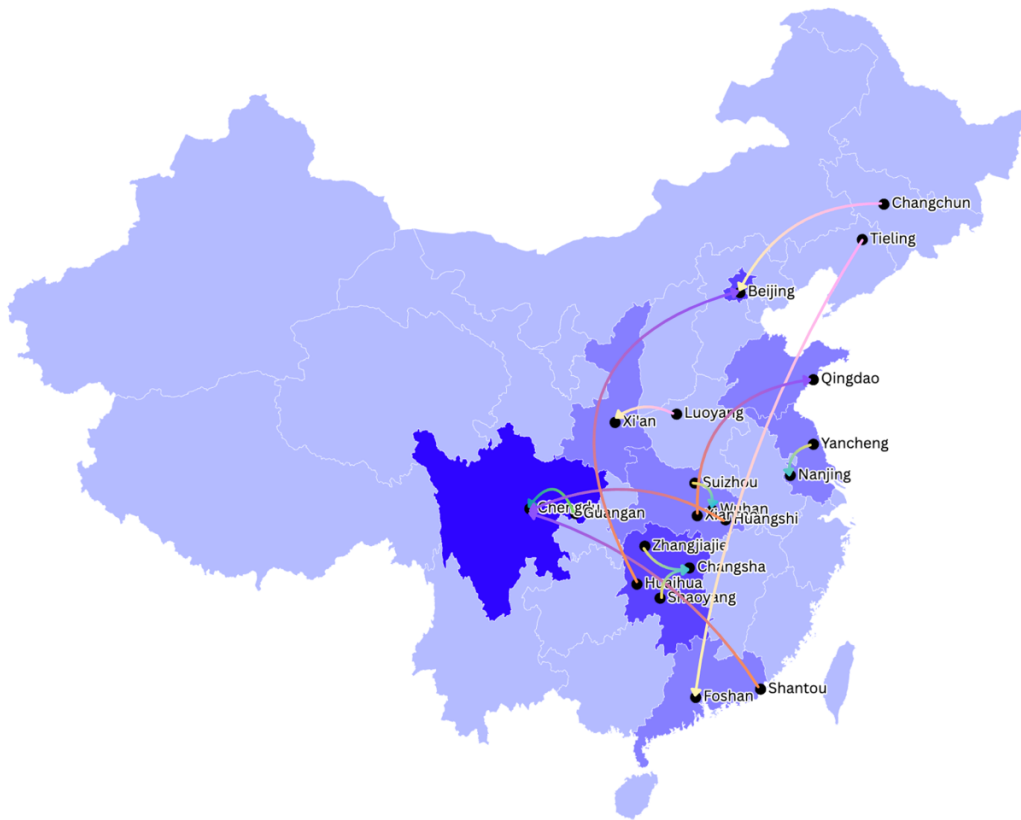 Changchun
Tieling
Beijing
Qingdao
Luoyang
Xi'an
Yancheng
Nanjing
Suizhou
Chengdu
Guangan
Wuhan
Huangshi
Zhangjiajie
Changsha
Huaihua
Shaoyang
Shantou
Foshan